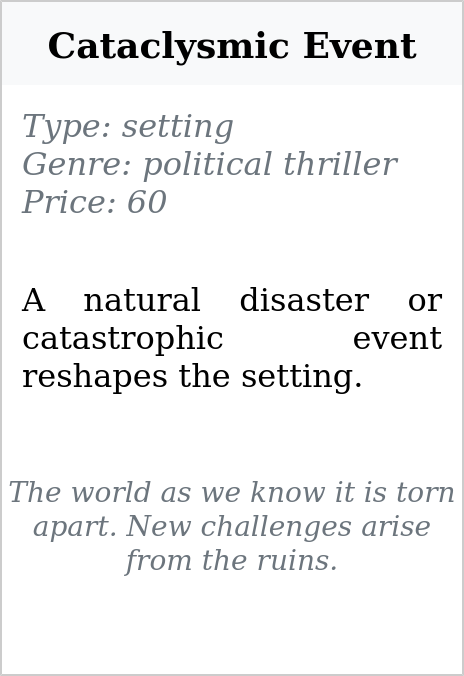 Cataclysmic Event
Type: setting
Genre: political thriller
Price: 60
A natural disaster or
catastrophic event
reshapes the setting.
The world as we know it is torn
apart. New challenges arise
from the ruins.